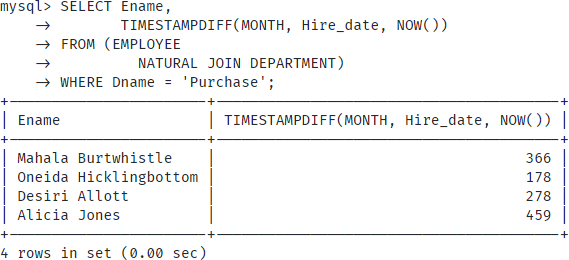 mysql> SELECT Ename,
    -> TIMESTAMPDIFF(MONTH, Hire_date, NOW())
    -> FROM (EMPLOYEE
    -> NATURAL JOIN DEPARTMENT)
    -> WHERE Dname = 'Purchase';
+-----------------------+----------------------------------------+
| Ename | TIMESTAMPDIFF(MONTH, Hire_date, NOW()) |
+-----------------------+----------------------------------------+
| Mahala Burtwhistle | 366 |
| Oneida Hicklingbottom | 178 |
| Desiri Allott | 278 |
| Alicia Jones | 459 |
+-----------------------+----------------------------------------+
4 rows in set (0.00 sec)